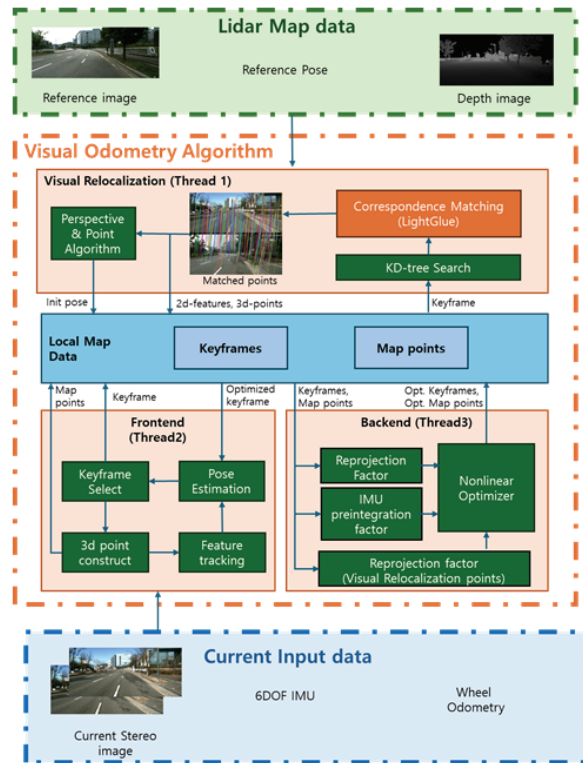 Lidar Map data
Reference image
Reference Pose
Depth image
Visual Odometry Algorithm
Visual Relocalization (Thread 1)
Perspective
& Point
Algorithm
Matched points
Correspondence Matching
(LightGlue)
KD-tree Search
Init pose
2d-features, 3d-points
Keyframe
Local Map
Data
Keyframes
Map points
Map
points
Keyframe
Optimized
keyframe
Keyframes,
Map points
Opt. Keyframes,
Opt. Map points
Frontend
(Thread2)
Keyframe
Select
Pose
Estimation
3d point
construct
Feature
tracking
Backend (Thread3)
Reprojection
Factor
IMU
preintegration
factor
Nonlinear
Optimizer
Reprojection factor
(Visual Relocalization points)
Current Input data
Current Stereo
image
6DOF IMU
Wheel
Odometry